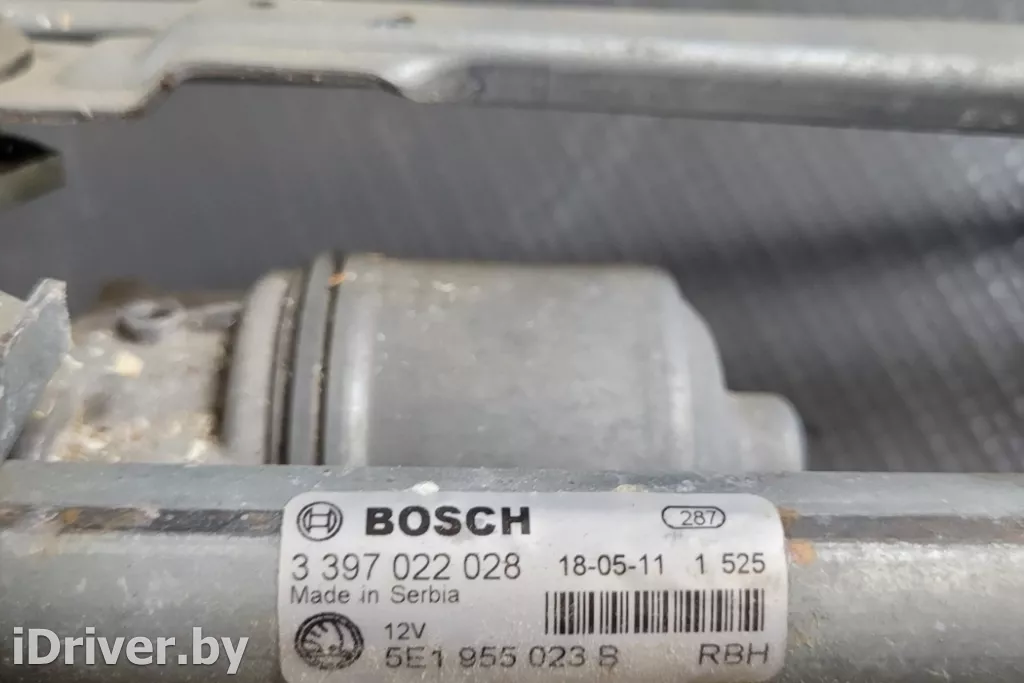 BOSCH 287
3 397 022 028 18-05-11 1 525
Made in Serbia
12V
5E1 955 023 B RBH
iDriver.by